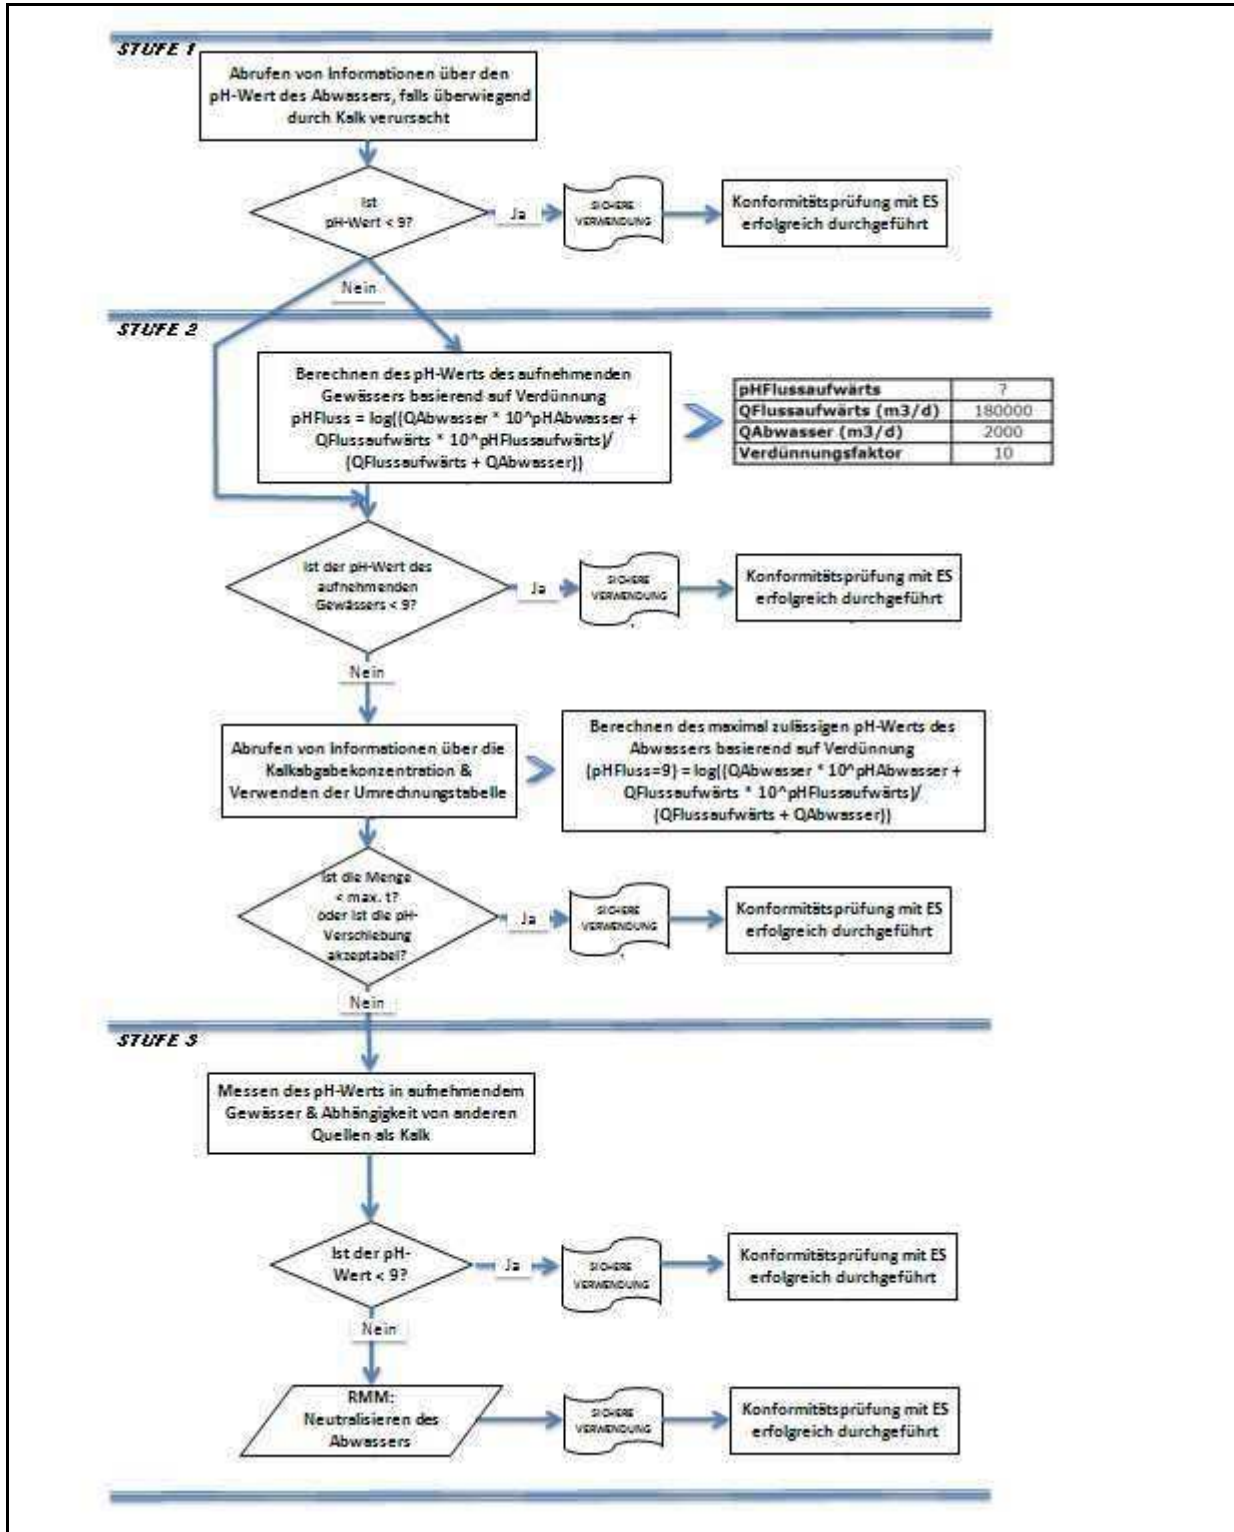 STUFE 1
Abrufen von Informationen über den
pH-Wert des Abwassers, falls überwiegend
durch Kalk verursacht
Ist
pH-Wert < 9?
Ja
SICHERE
VERWENDUNG
Konformitätsprüfung mit ES
erfolgreich durchgeführt
Nein
STUFE 2
Berechnen des pH-Werts des aufnehmenden
Gewässers basierend auf Verdünnung
pHFluss = log((QAbwasser * 10^pHAbwasser +
QFlussaufwärts * 10^pHFlussaufwärts)/
(QFlussaufwärts + QAbwasser))
pHFlussaufwärts ?
QFlussaufwärts (m3/d) 180000
QAbwasser (m3/d) 2000
Verdünnungsfaktor 10
Ist der pH-Wert des
aufnehmenden
Gewässers < 9?
Ja
SICHERE
VERWENDUNG
Konformitätsprüfung mit ES
erfolgreich durchgeführt
Nein
Abrufen von Informationen über die
Kalkabgabekonzentration &
Verwenden der Umrechnungstabelle
Berechnen des maximal zulässigen pH-Werts des
Abwassers basierend auf Verdünnung
(pHFluss=9) = log((QAbwasser * 10^pHAbwasser +
QFlussaufwärts * 10^pHFlussaufwärts)/
(QFlussaufwärts + QAbwasser))
Ist die Menge
< max. t?
oder ist die pH-
Verschiebung
akzeptabel?
Ja
SICHERE
VERWENDUNG
Konformitätsprüfung mit ES
erfolgreich durchgeführt
Nein
STUFE 3
Messen des pH-Werts in aufnehmendem
Gewässer & Abhängigkeit von anderen
Quellen als Kalk
Ist der pH-
Wert < 9?
Ja
SICHERE
VERWENDUNG
Konformitätsprüfung mit ES
erfolgreich durchgeführt
Nein
RMM:
Neutralisieren des
Abwassers
SICHERE
VERWENDUNG
Konformitätsprüfung mit ES
erfolgreich durchgeführt